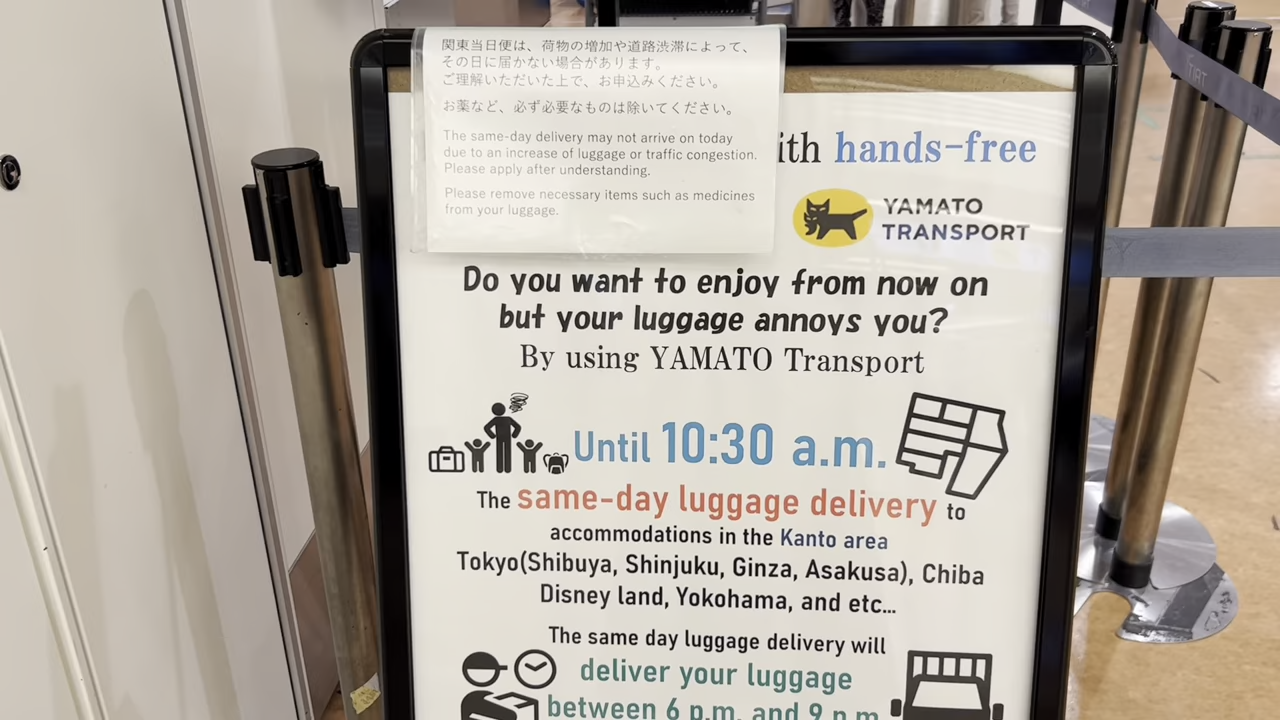 関東当日便は、荷物の増加や道路渋滞によって、
その日に届かない場合があります。
ご理解いただいた上で、お申込みください。
お薬など、必ず必要なものは除いてください。
The same-day delivery may not arrive on today
due to an increase of luggage or traffic congestion.
Please apply after understanding.
Please remove necessary items such as medicines
from your luggage.
hands-free
YAMATO
TRANSPORT
Do you want to enjoy from now on
but your luggage annoys you?
By using YAMATO Transport
Until 10:30 a.m.
The same-day luggage delivery to
accommodations in the Kanto area
Tokyo(Shibuya, Shinjuku, Ginza, Asakusa), Chiba
Disney land, Yokohama, and etc...
The same day luggage delivery will
deliver your luggage
between 6 p.m. and 9 p.m.
TIAT